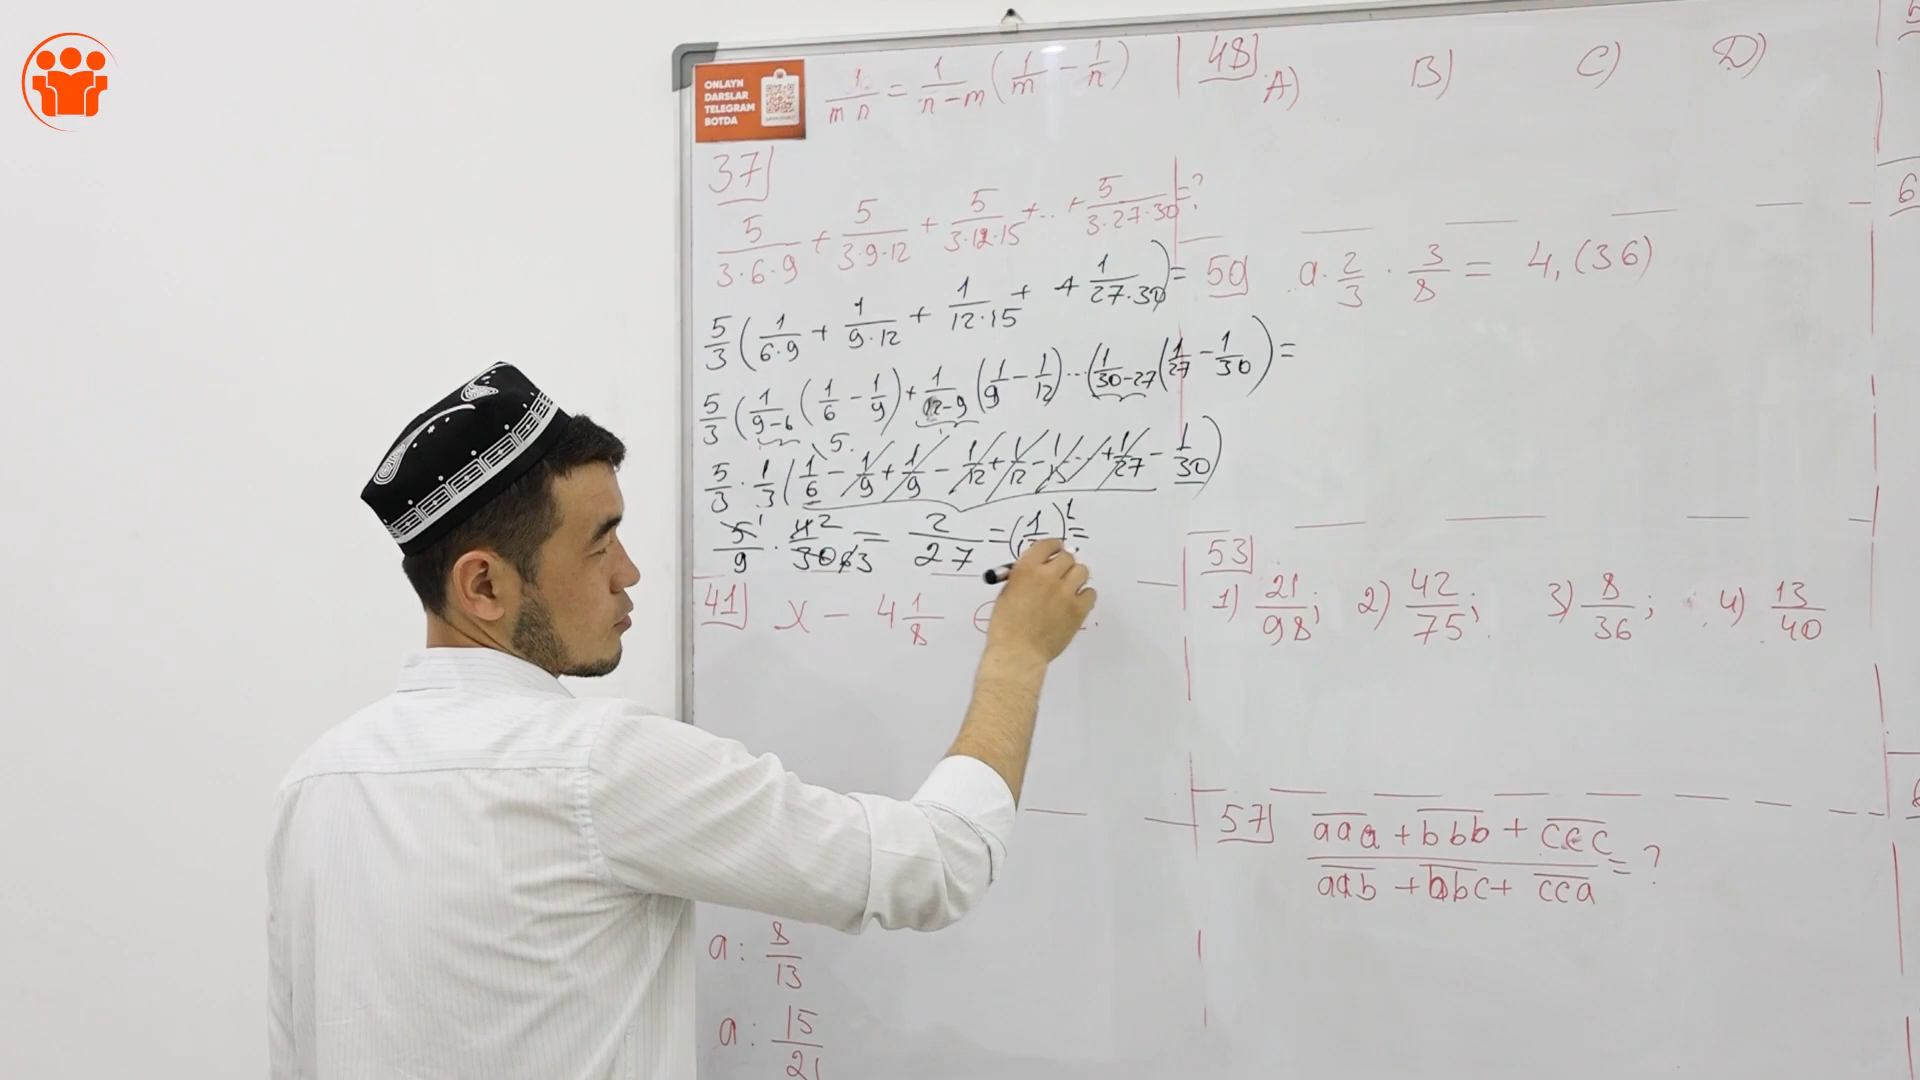 ONLAYN
DARSLAR
TELEGRAM
BOTDA
1/(mn) = 1/(n-m) (1/m - 1/n)
37
5/(3·6·9) + 5/(3·9·12) + 5/(3·12·15) + .. + 5/(3·27·30) = ?
5/3 (1/(6·9) + 1/(9·12) + 1/(12·15) + + 1/(27·30)) =
5/3 (1/(9-6) (1/6 - 1/9) + 1/(12-9) (1/9 - 1/12) ... (1/(30-27) (1/27 - 1/30) =
5/3 · 1/3 (1/6 - 1/9 + 1/9 - 1/12 + 1/12 - 1/15 ... + 1/27 - 1/30)
= 2/27 =
41 x - 4 1/8
a : 8/13
a : 15/21
48 A) B) C) D)
50 a · 2/3 · 3/8 = 4,(36)
53
1) 21/98; 2) 42/75; 3) 8/36; 4) 13/40
57 (aaa + bbb + ccc)/(aab + bbc + cca) = ?